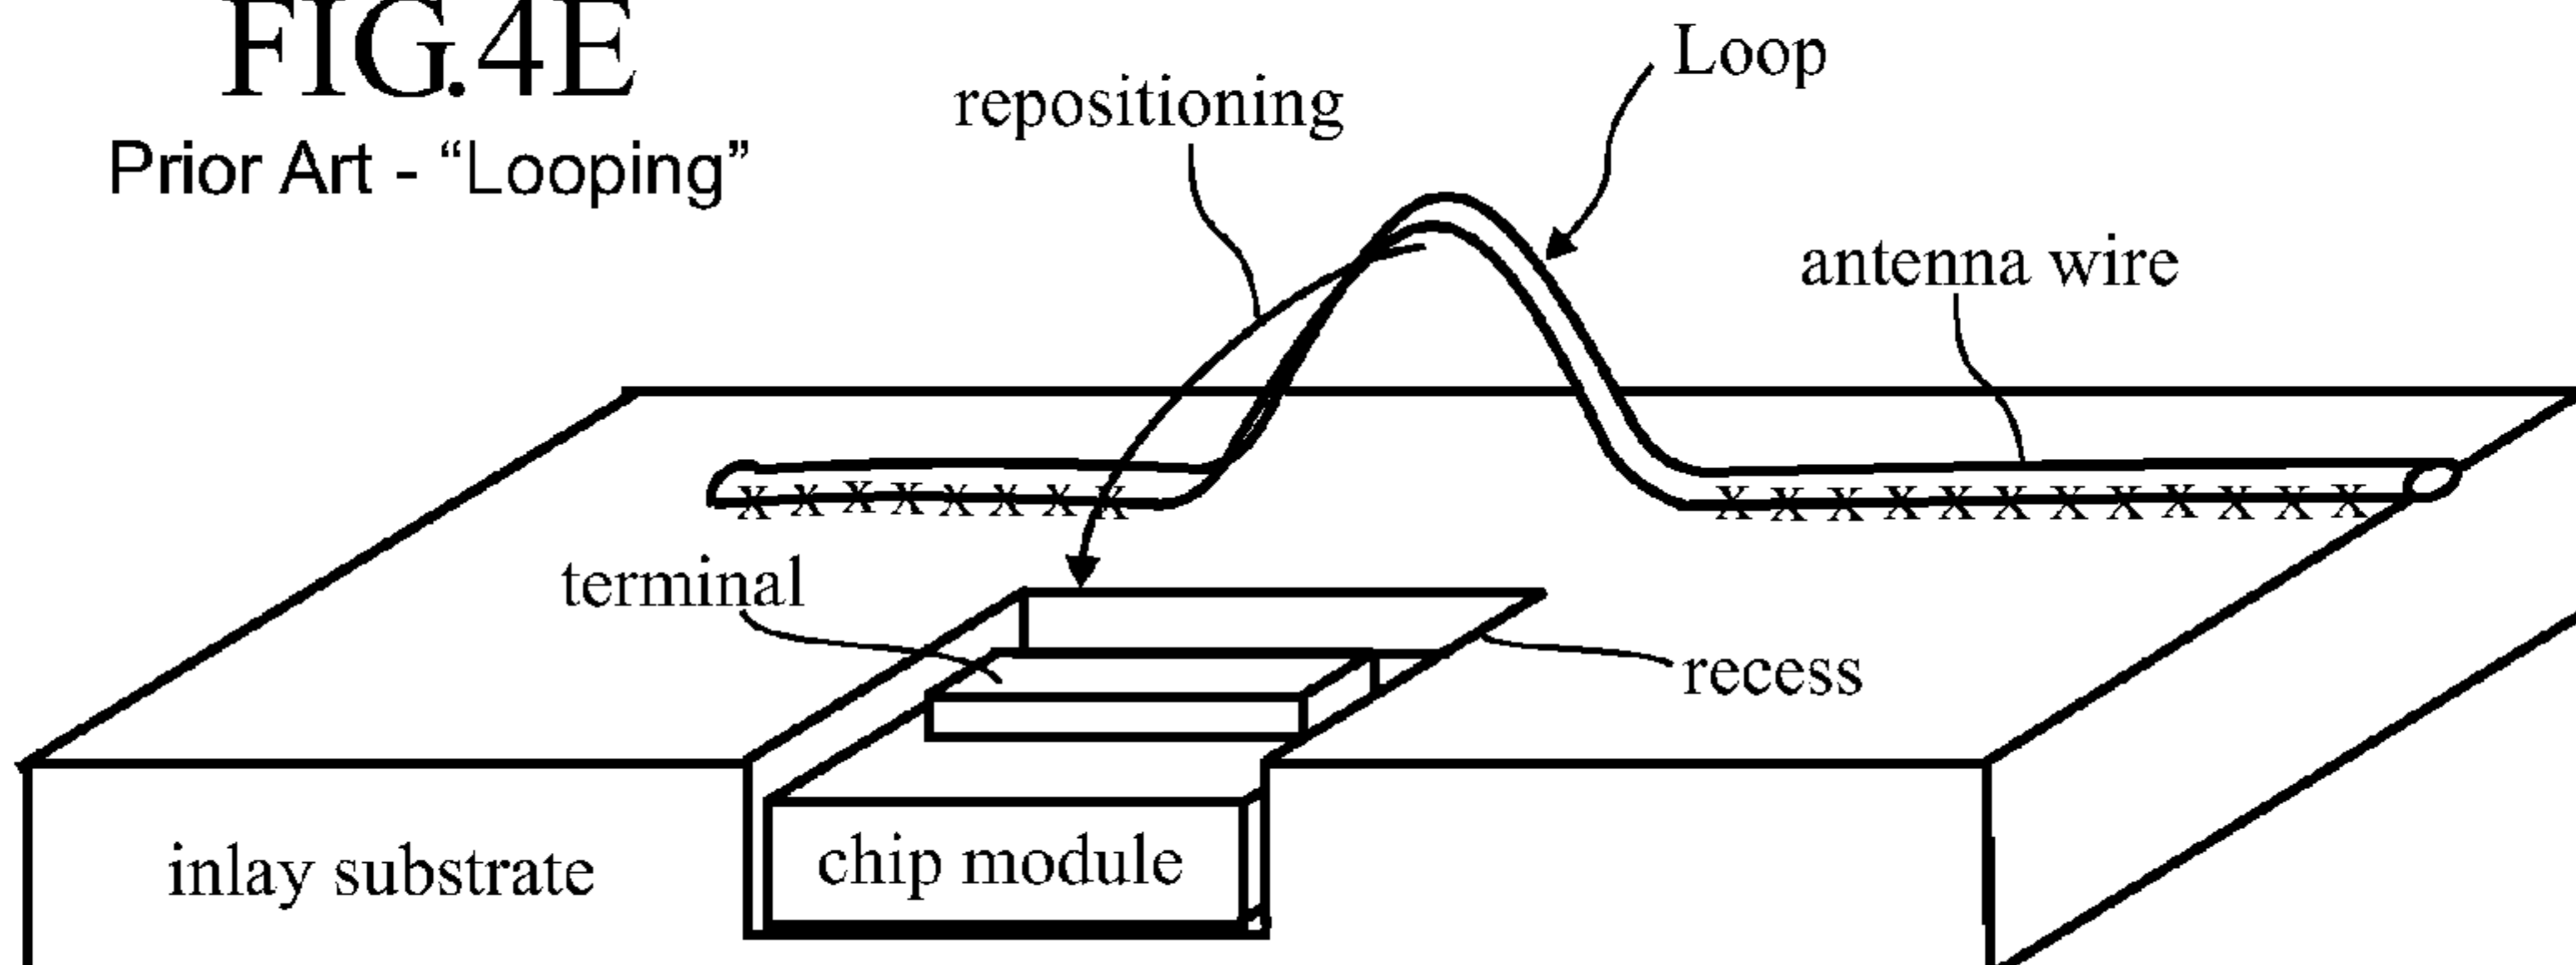 FIG.4E
Prior Art - “Looping”
Loop
repositioning
antenna wire
x x x x x x x x
x x x x x x x x x x x x
terminal
recess
inlay substrate
chip module